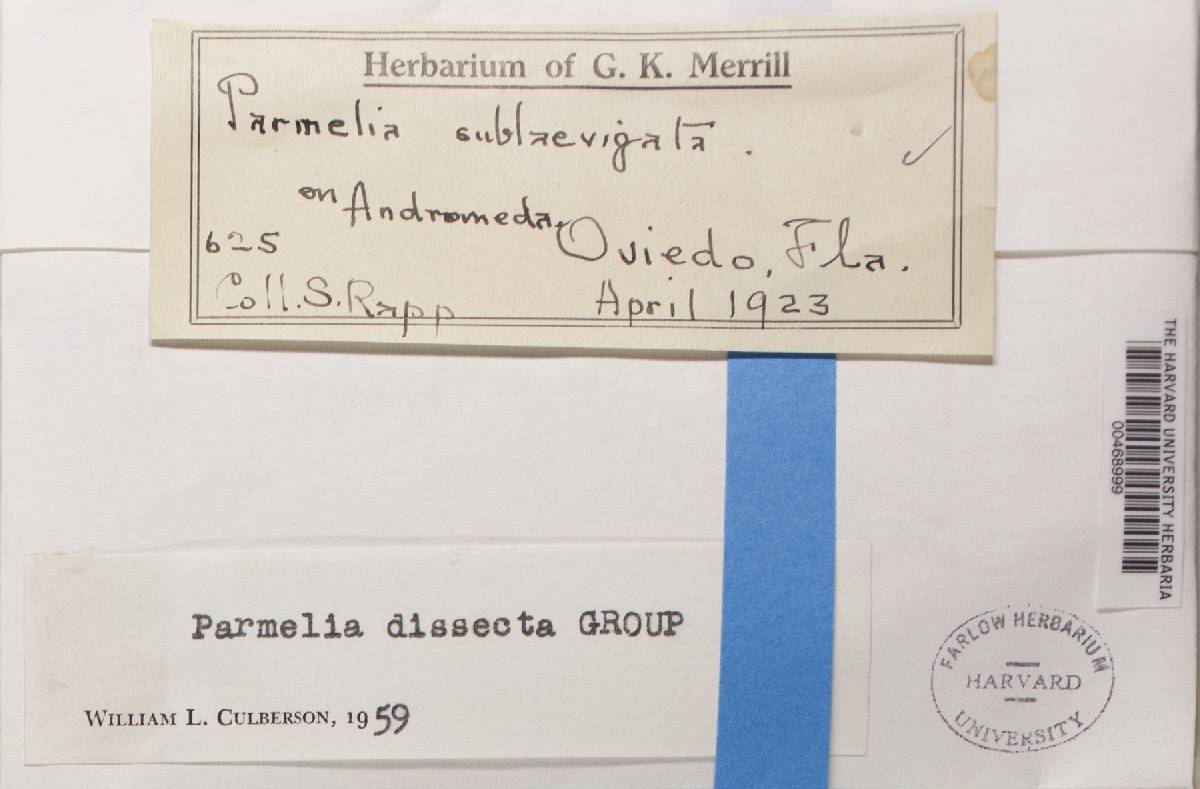 Herbarium of G. K. Merrill
Parmelia sublaevigata.
on Andromeda,
625
Oviedo, Fla.
Coll. S. Rapp
April 1923
THE HARVARD UNIVERSITY HERBARIA
00468999
Parmelia dissecta GROUP
WILLIAM L. CULBERSON, 1959
FARLOW HERBARIUM
HARVARD
UNIVERSITY